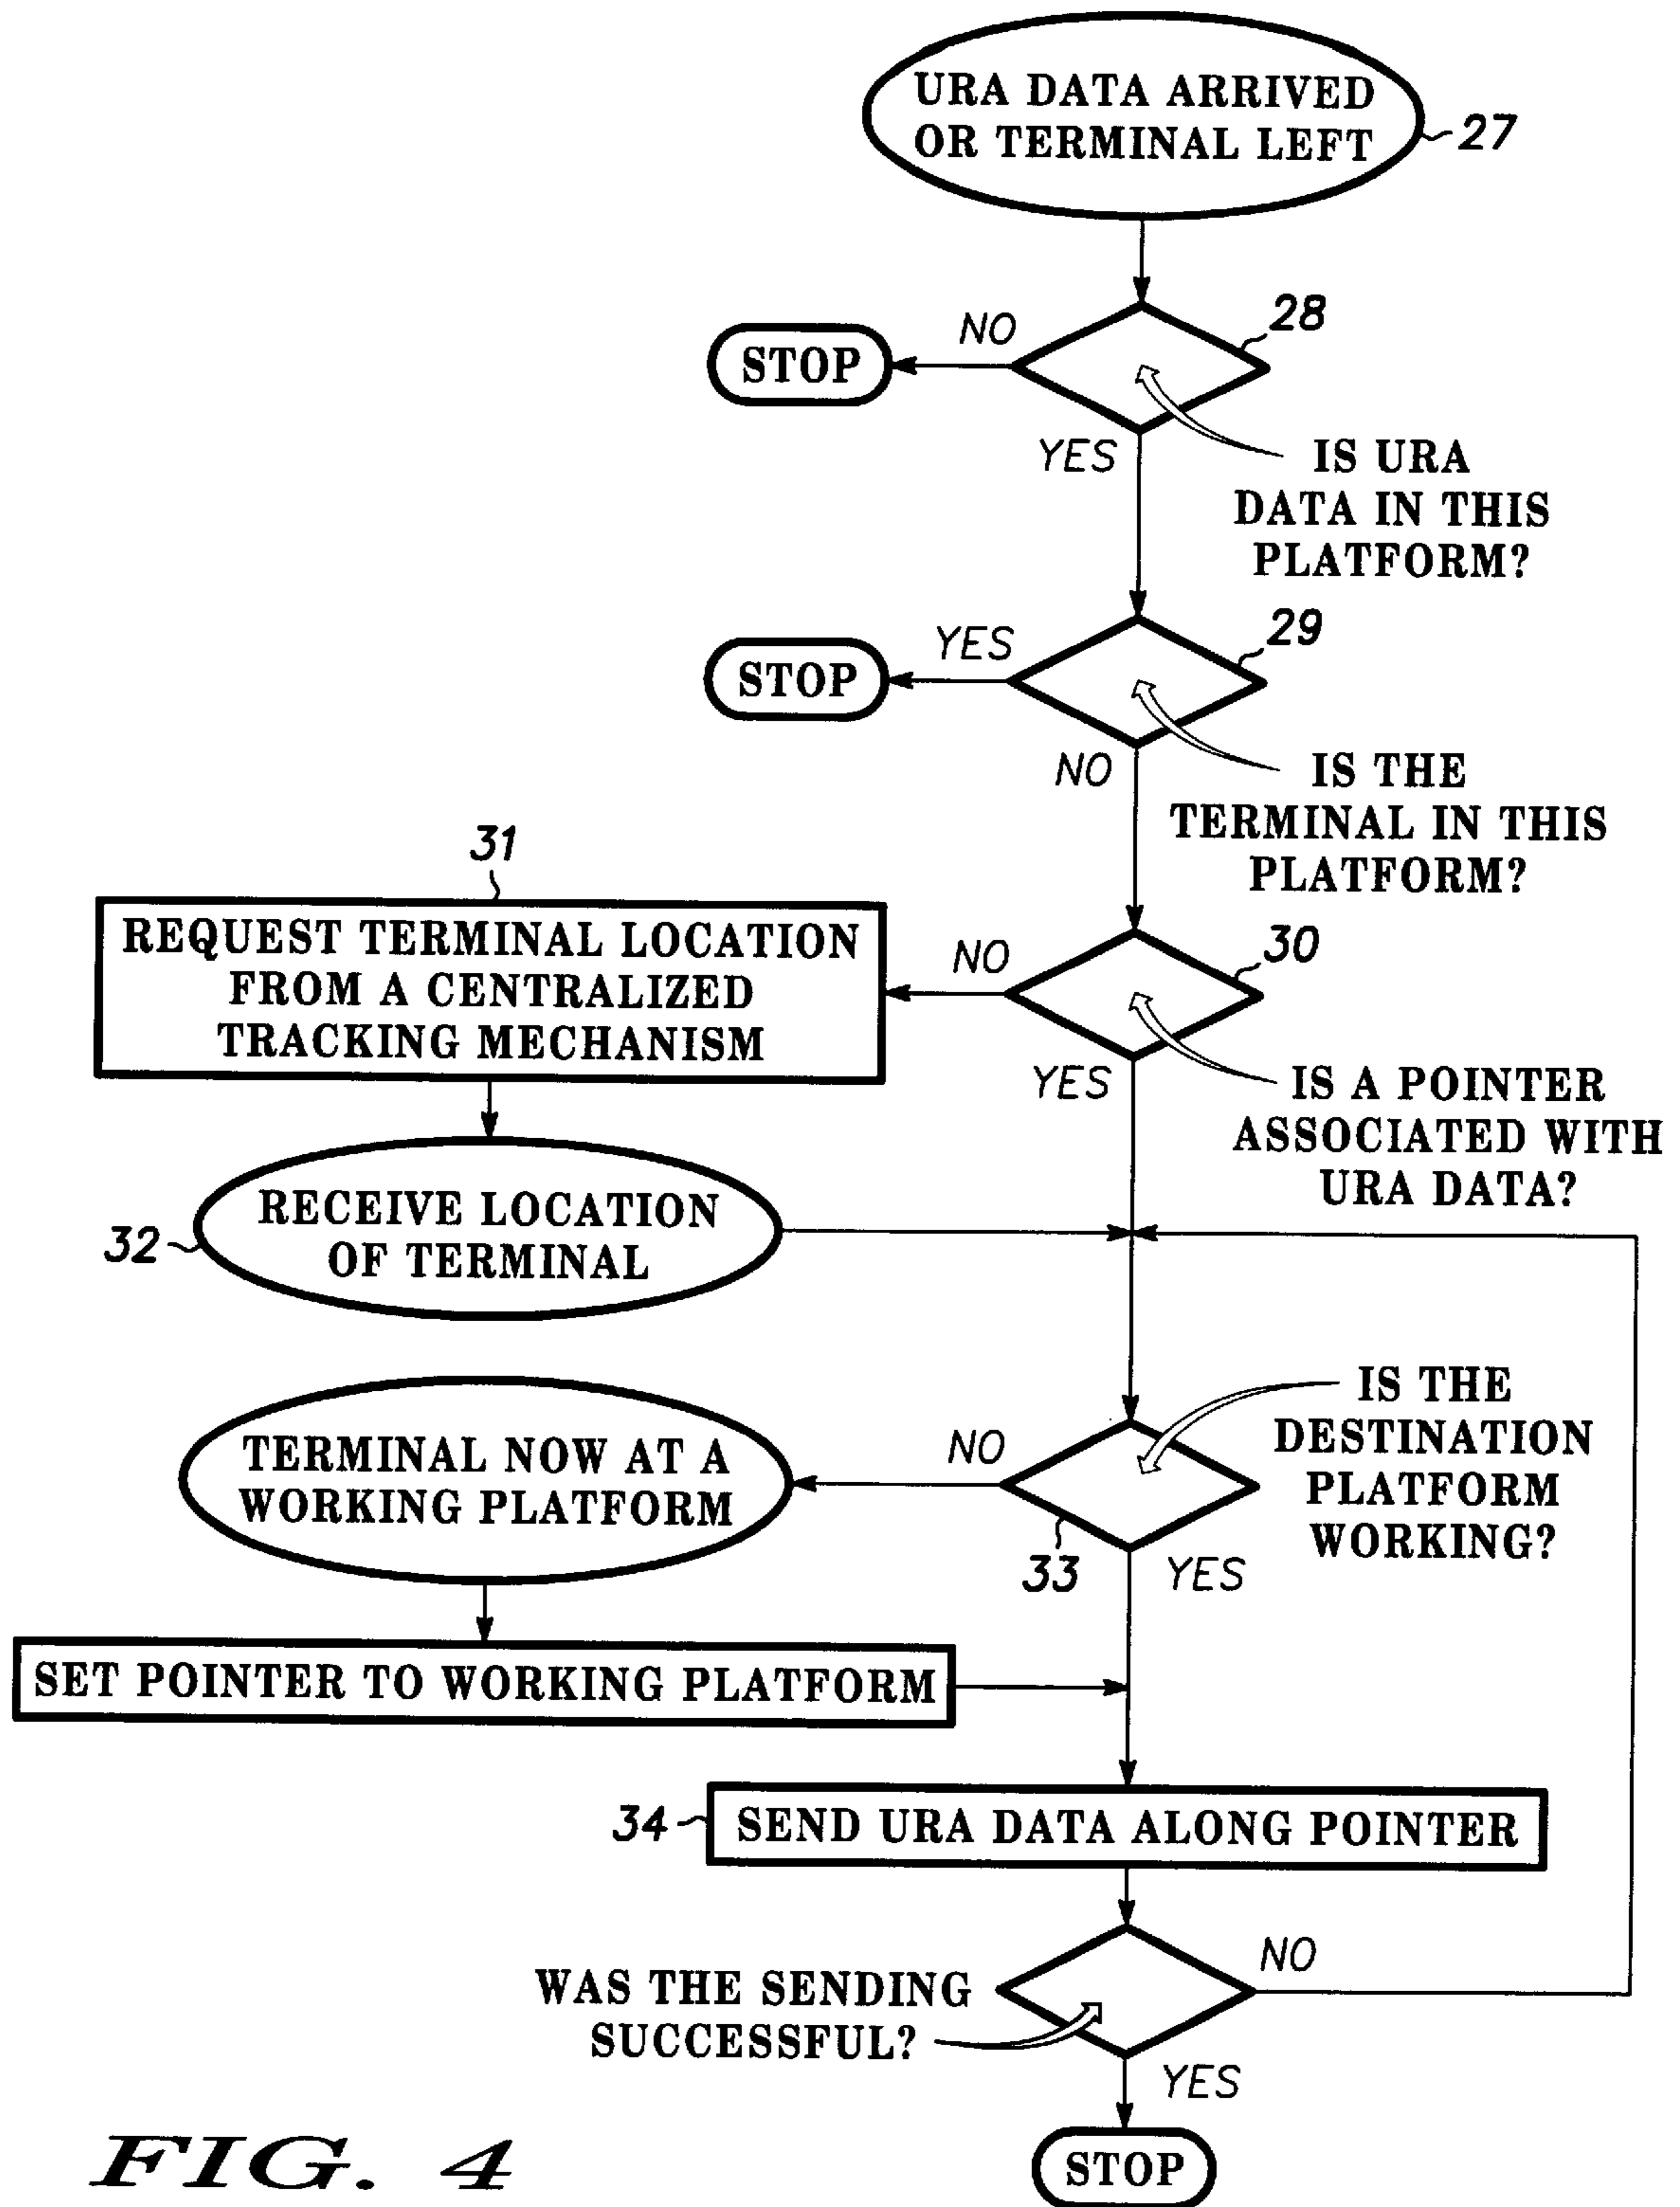 URA DATA ARRIVED
OR TERMINAL LEFT
27
28
NO
STOP
YES
IS URA
DATA IN THIS
PLATFORM?
29
YES
STOP
NO
IS THE
TERMINAL IN THIS
PLATFORM?
31
REQUEST TERMINAL LOCATION
FROM A CENTRALIZED
TRACKING MECHANISM
NO
30
YES
IS A POINTER
ASSOCIATED WITH
URA DATA?
RECEIVE LOCATION
OF TERMINAL
32
IS THE
DESTINATION
PLATFORM
WORKING?
NO
TERMINAL NOW AT A
WORKING PLATFORM
33
YES
SET POINTER TO WORKING PLATFORM
34
SEND URA DATA ALONG POINTER
NO
WAS THE SENDING
SUCCESSFUL?
YES
STOP
FIG. 4